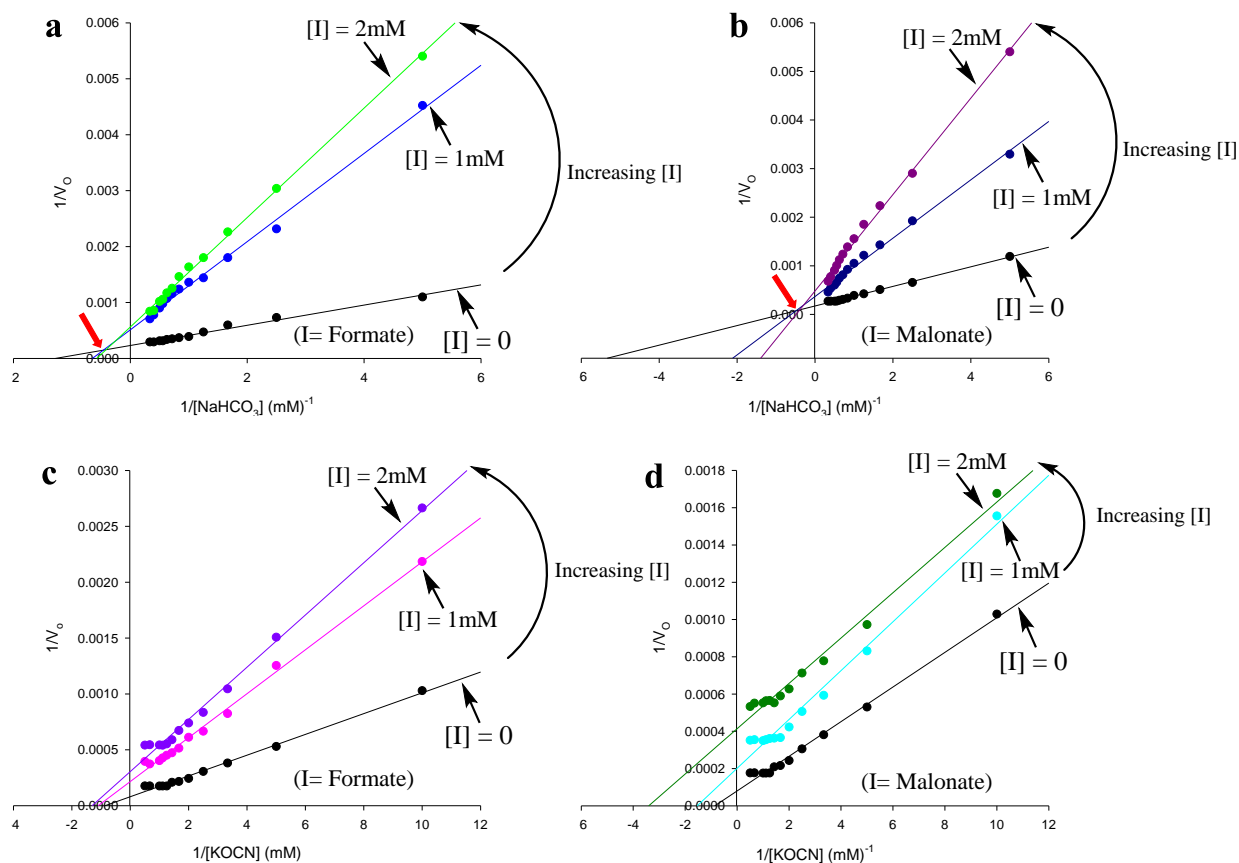 a
0.006
0.005
0.004
0.003
0.002
0.001
0.000
1/V_O
2 0 2 4 6
1/[NaHCO₃] (mM)⁻¹
[I] = 2mM
[I] = 1mM
Increasing [I]
[I] = 0
(I= Formate)
b
0.006
0.005
0.004
0.003
0.002
0.001
0.000
1/V_O
-6 -4 -2 0 2 4 6
1/[NaHCO₃] (mM)⁻¹
[I] = 2mM
Increasing [I]
[I] = 1mM
[I] = 0
(I= Malonate)
c
0.0030
0.0025
0.0020
0.0015
0.0010
0.0005
0.0000
1/V_o
-4 -2 0 2 4 6 8 10 12
1/[KOCN] (mM)
[I] = 2mM
[I] = 1mM
Increasing [I]
[I] = 0
(I= Formate)
d
0.0018
0.0016
0.0014
0.0012
0.0010
0.0008
0.0006
0.0004
0.0002
0.0000
1/V_O
-6 -4 -2 0 2 4 6 8 10 12
1/[KOCN] (mM)⁻¹
[I] = 2mM
Increasing [I]
[I] = 1mM
[I] = 0
(I= Malonate)